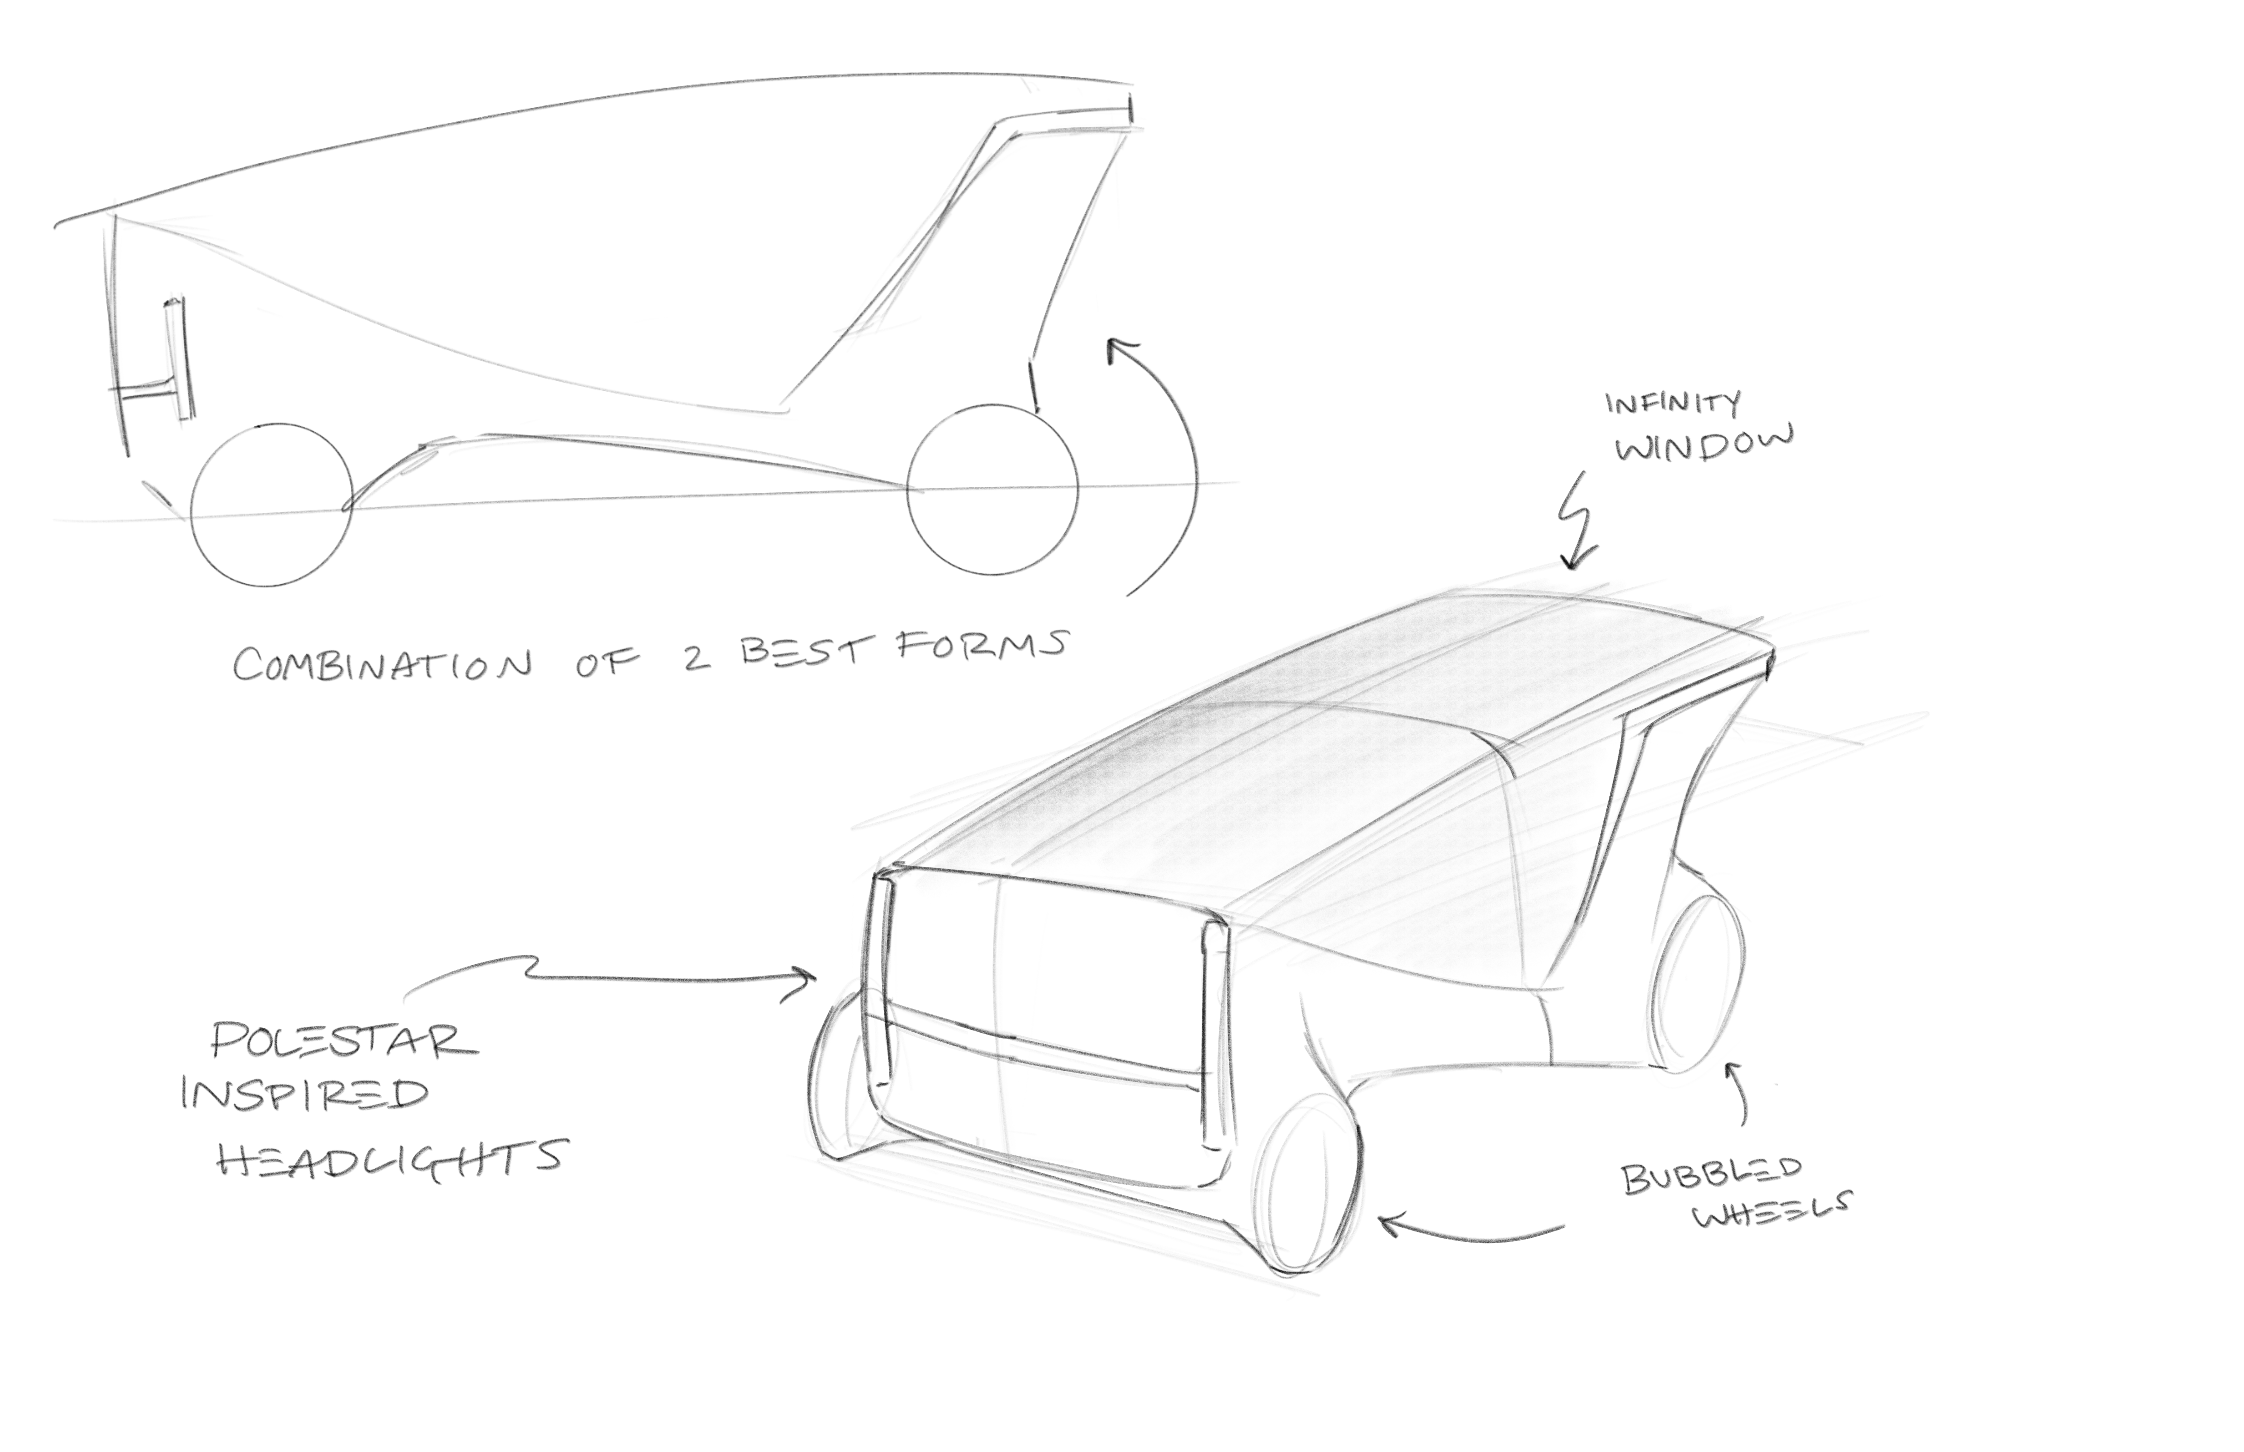 INFINITY
WINDOW
COMBINATION OF 2 BEST FORMS
POLESTAR
INSPIRED
HEADLIGHTS
BUBBLED
WHEELS